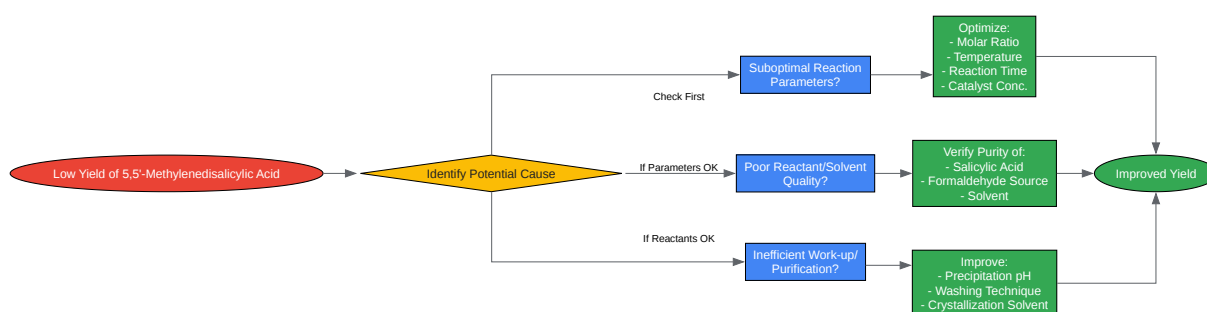 Low Yield of 5,5'-Methylenedisalicylic Acid
Identify Potential Cause
Check First
Suboptimal Reaction
Parameters?
Optimize:
- Molar Ratio
- Temperature
- Reaction Time
- Catalyst Conc.
If Parameters OK
Poor Reactant/Solvent
Quality?
Verify Purity of:
- Salicylic Acid
- Formaldehyde Source
- Solvent
If Reactants OK
Inefficient Work-up/
Purification?
Improve:
- Precipitation pH
- Washing Technique
- Crystallization Solvent
Improved Yield